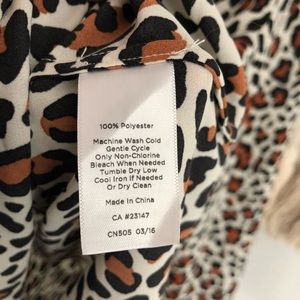 100% Polyester
Machine Wash Cold
Gentle Cycle
Only Non-Chlorine
Bleach When Needed
Tumble Dry Low
Cool Iron If Needed
Or Dry Clean
Made In China
CA #23147
CN505 03/16